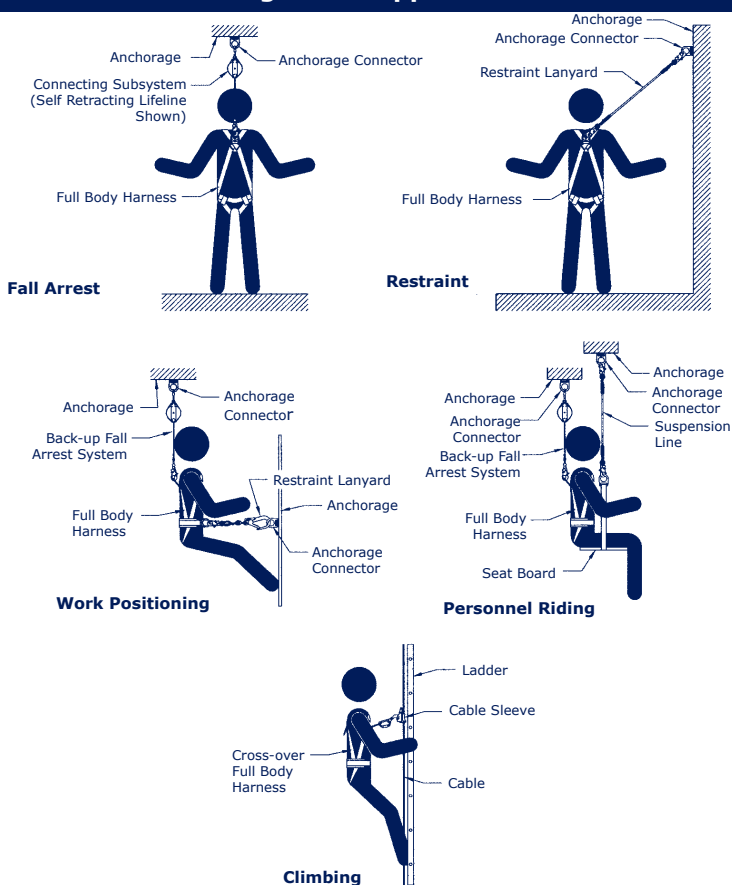 Anchorage
Anchorage Connector
Connecting Subsystem
(Self Retracting Lifeline
Shown)
Full Body Harness
Fall Arrest
Anchorage
Anchorage Connector
Restraint Lanyard
Full Body Harness
Restraint
Anchorage
Anchorage
Connector
Back-up Fall
Arrest System
Restraint Lanyard
Anchorage
Full Body
Harness
Anchorage
Connector
Work Positioning
Anchorage
Anchorage
Connector
Suspension
Line
Anchorage
Anchorage
Connector
Back-up Fall
Arrest System
Full Body
Harness
Seat Board
Personnel Riding
Ladder
Cable Sleeve
Cross-over
Full Body
Harness
Cable
Climbing